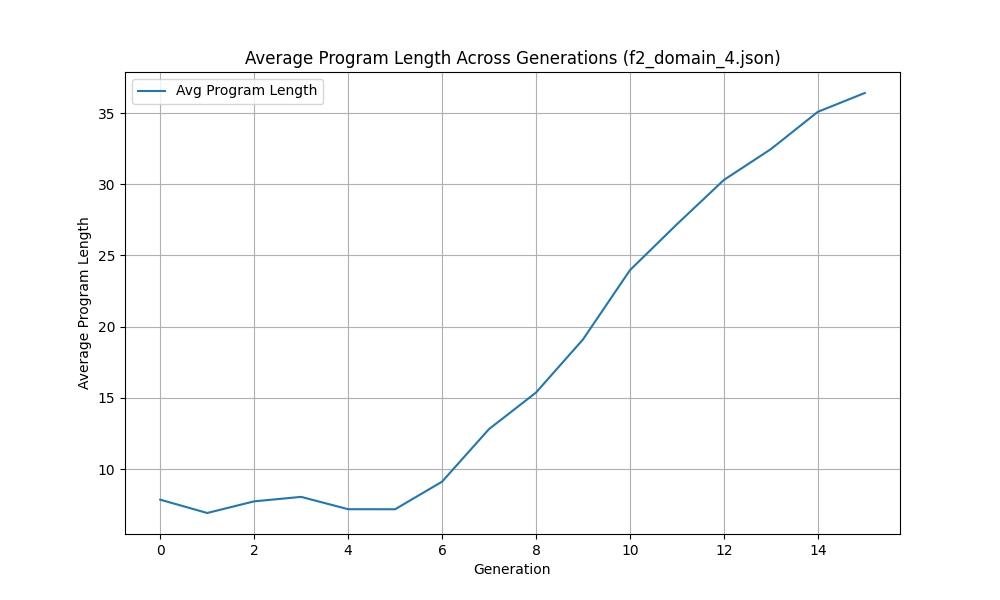 Average Program Length Across Generations (f2_domain_4.json)
Avg Program Length
Average Program Length
35
30
25
20
15
10
0 2 4 6 8 10 12 14
Generation